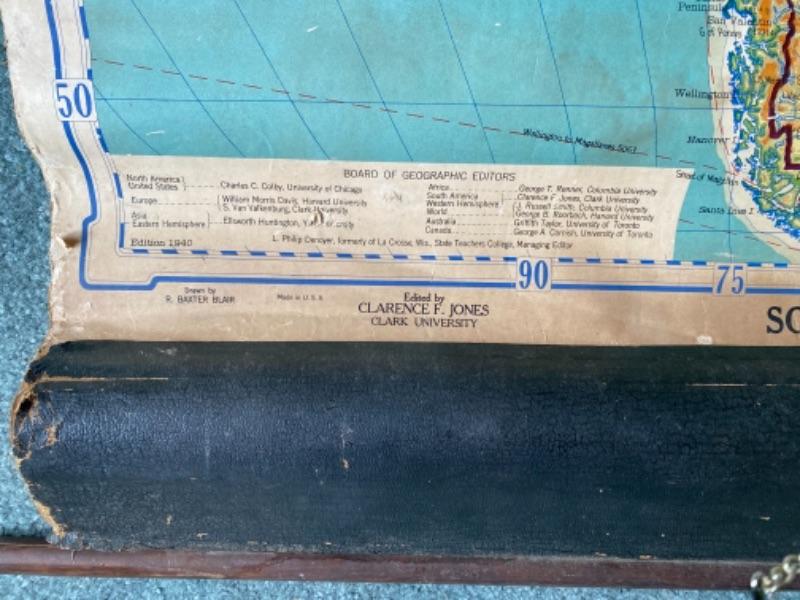 Peninsula
San Valentin
Wellington I.
50
Hanover I.
Wellington to Magallanes 5063
Strait of Magellan
Santa Ines I.
BOARD OF GEOGRAPHIC EDITORS
North America
United States
Charles C. Colby, University of Chicago
Europe
William Morris Davis, Harvard University
S. Van Valkenburg, Clark University
Asia
Eastern Hemisphere
Ellsworth Huntington,
Africa
George T. Renner, Columbia University
South America
Clarence F. Jones, Clark University
Western Hemisphere
J. Russell Smith, Columbia University
World
George B. Roorbach, Harvard University
Australia
Griffith Taylor, University of Toronto
Canada
George A. Cornish, University of Toronto
Edition 1940
L. Philip Denoyer, formerly of La Crosse, Wis., State Teachers College, Managing Editor
90
75
Drawn by
R. BAXTER BLAIR
Made in U.S.A.
Edited by
CLARENCE F. JONES
CLARK UNIVERSITY
SO